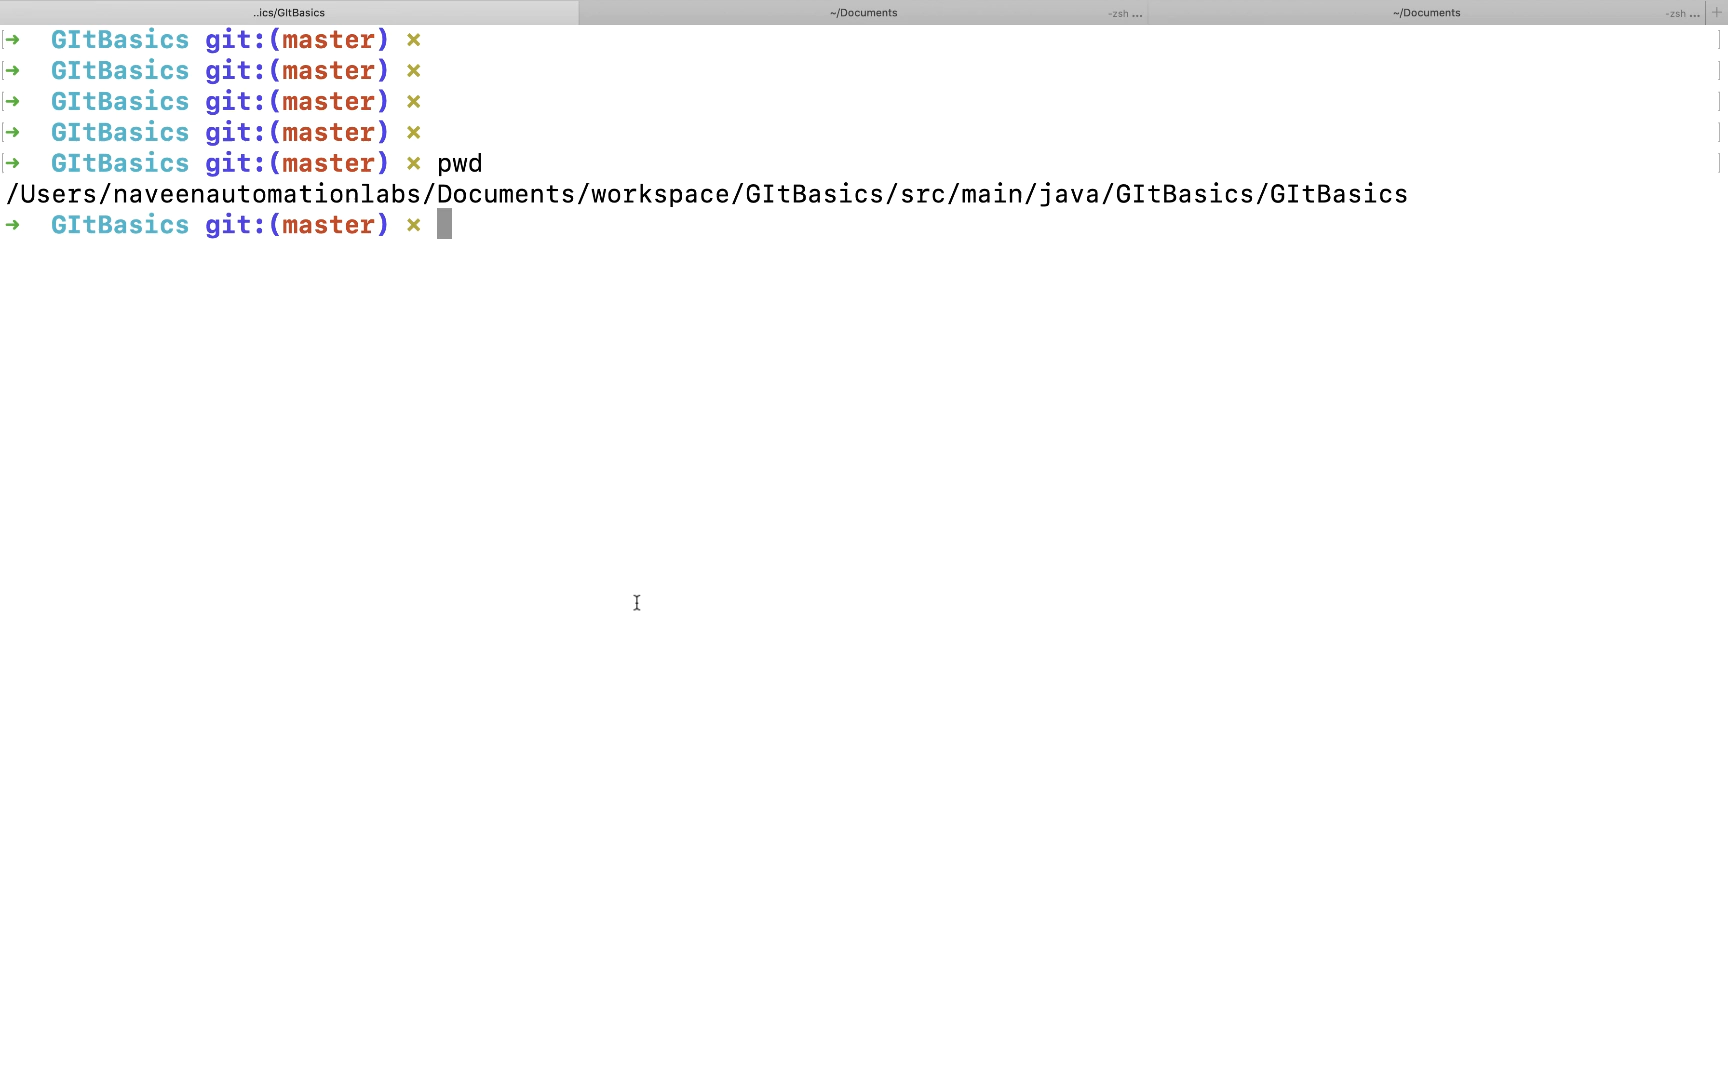 ..ics/GItBasics ~/Documents -zsh ... ~/Documents -zsh ... +
➜ GItBasics git:(master) ×
➜ GItBasics git:(master) ×
➜ GItBasics git:(master) ×
➜ GItBasics git:(master) ×
➜ GItBasics git:(master) × pwd
/Users/naveenautomationlabs/Documents/workspace/GItBasics/src/main/java/GItBasics/GItBasics
➜ GItBasics git:(master) ×